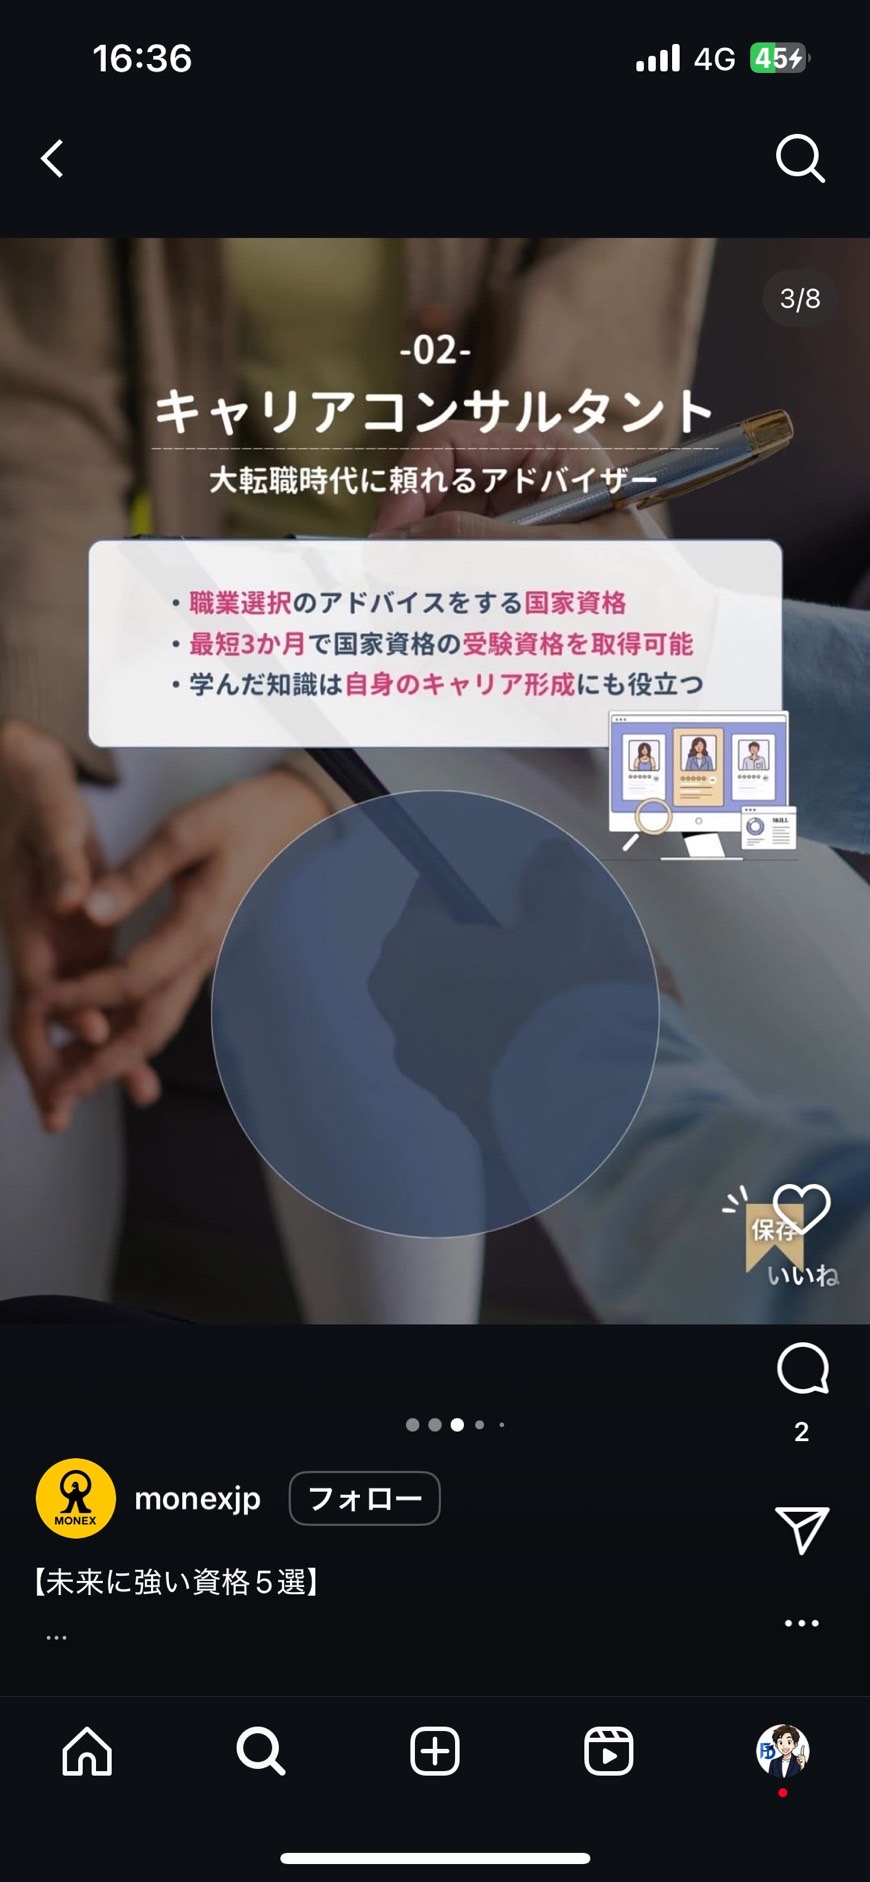 16:36
4G 45
3/8
-02-
キャリアコンサルタント
大転職時代に頼れるアドバイザー
・職業選択のアドバイスをする国家資格
・最短3か月で国家資格の受験資格を取得可能
・学んだ知識は自身のキャリア形成にも役立つ
SKILL
保存
いいね
2
MONEX
monexjp フォロー
【未来に強い資格５選】
...